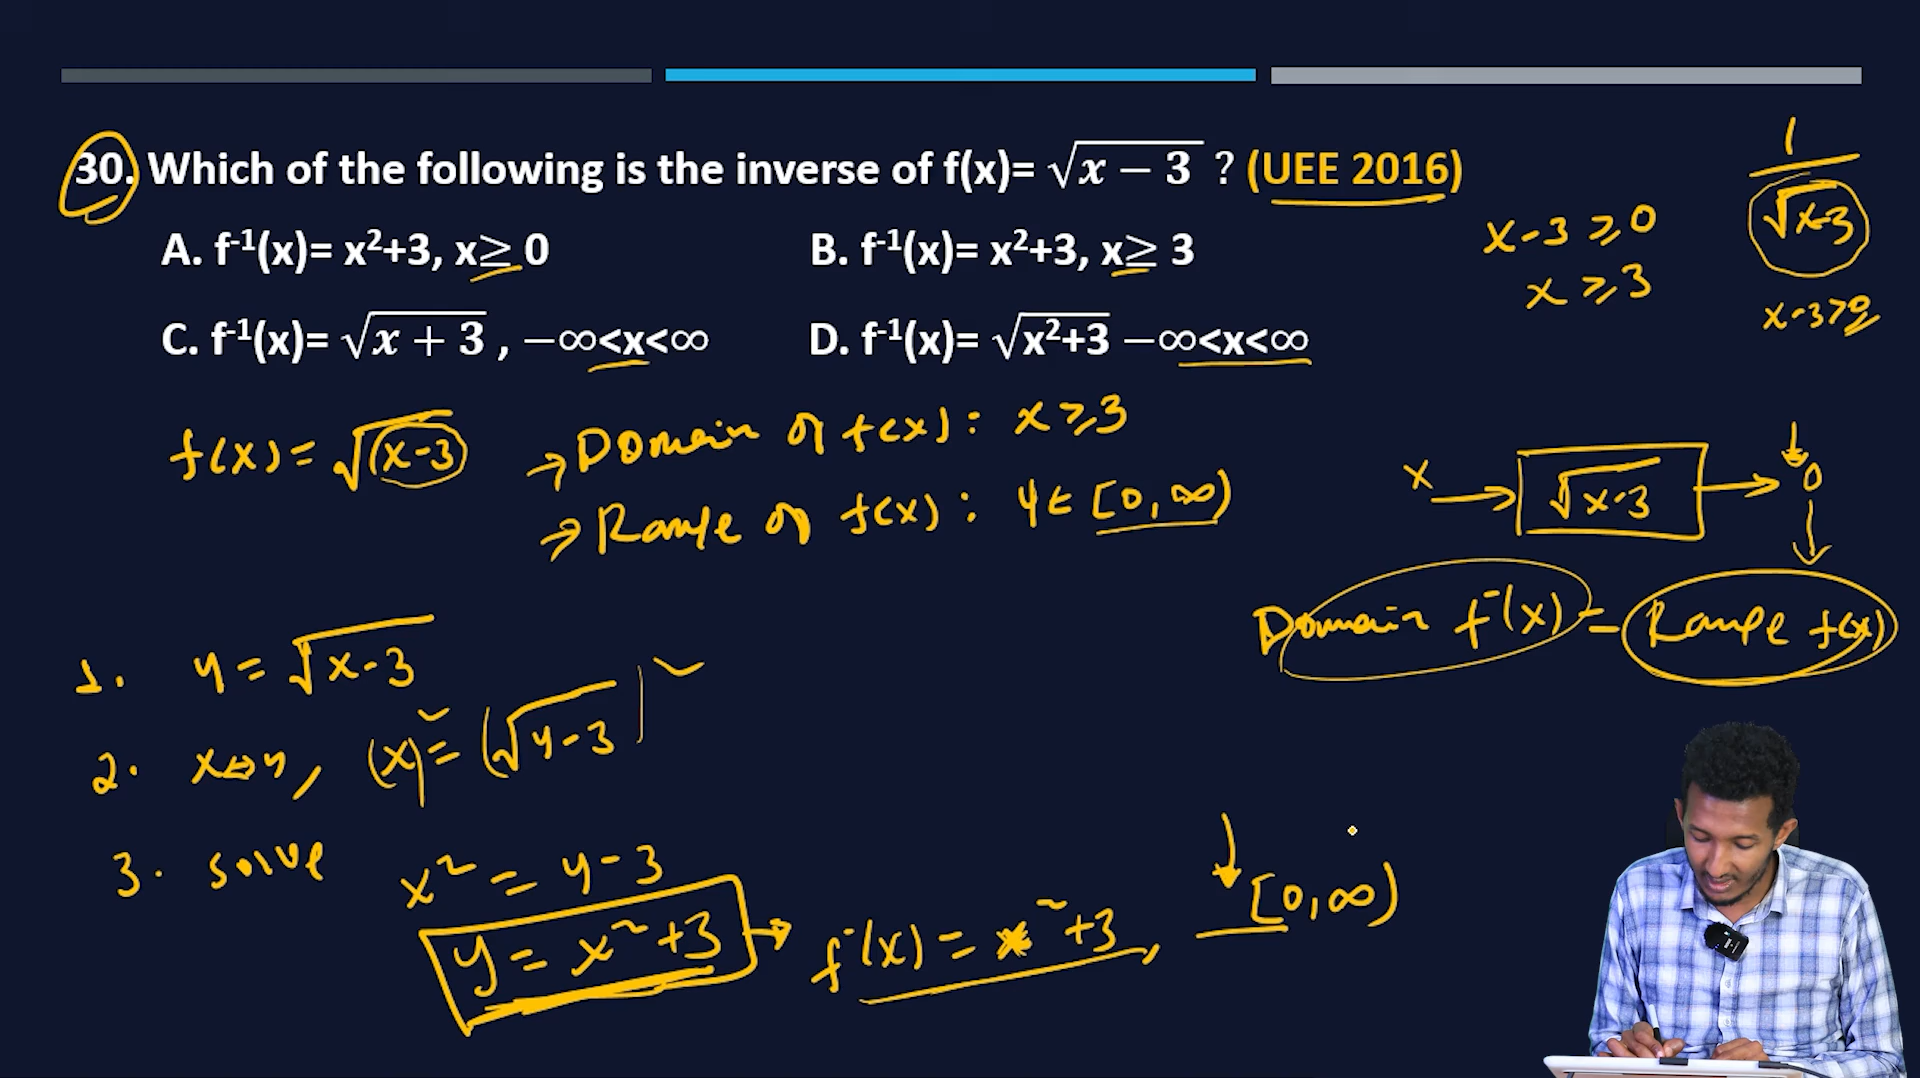 30. Which of the following is the inverse of f(x)= √(x − 3) ? (UEE 2016)
A. f⁻¹(x)= x²+3, x≥ 0
B. f⁻¹(x)= x²+3, x≥ 3
C. f⁻¹(x)= √(x + 3) , −∞<x<∞
D. f⁻¹(x)= √(x²+3) −∞<x<∞
x-3 ≥ 0
x ≥ 3
1/√(x-3)
x-3>0
f(x) = √(x-3)
→ Domain of f(x) : x ≥ 3
→ Range of f(x) : y ∈ [0, ∞)
x → √(x-3) → 0
Domain f⁻¹(x) = Range f(x)
1. y = √(x-3)
2. x↔y, (x)² = (√(y-3))²
3. solve
x² = y-3
y = x²+3 → f⁻¹(x) = x²+3, [0, ∞)